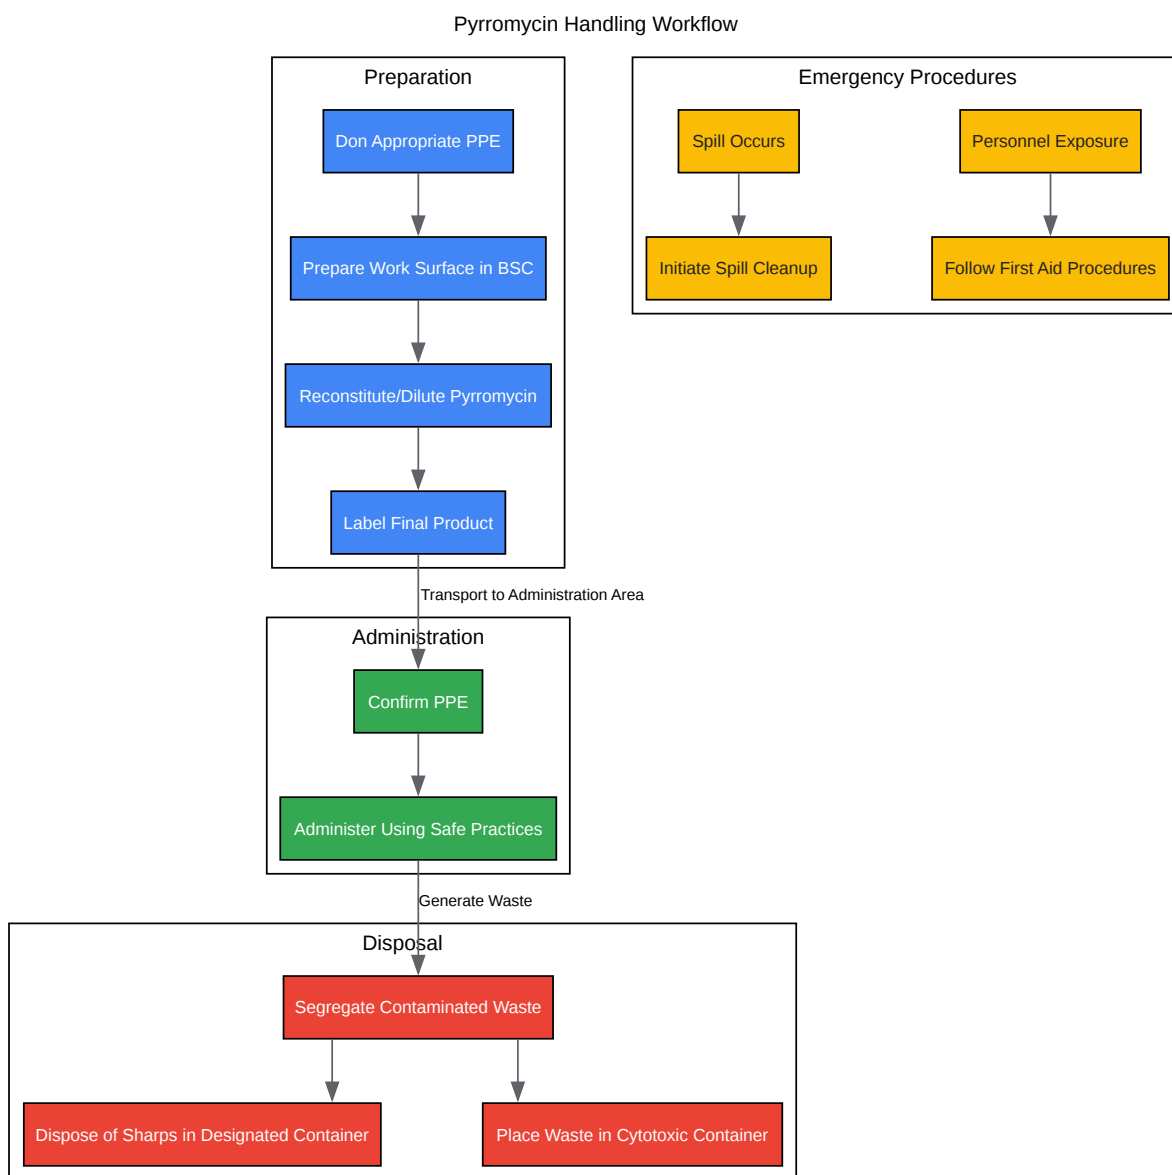 Pyrromycin Handling Workflow
Preparation
Don Appropriate PPE
Prepare Work Surface in BSC
Reconstitute/Dilute Pyrromycin
Label Final Product
Transport to Administration Area
Administration
Confirm PPE
Administer Using Safe Practices
Generate Waste
Disposal
Segregate Contaminated Waste
Dispose of Sharps in Designated Container
Place Waste in Cytotoxic Container
Emergency Procedures
Spill Occurs
Initiate Spill Cleanup
Personnel Exposure
Follow First Aid Procedures